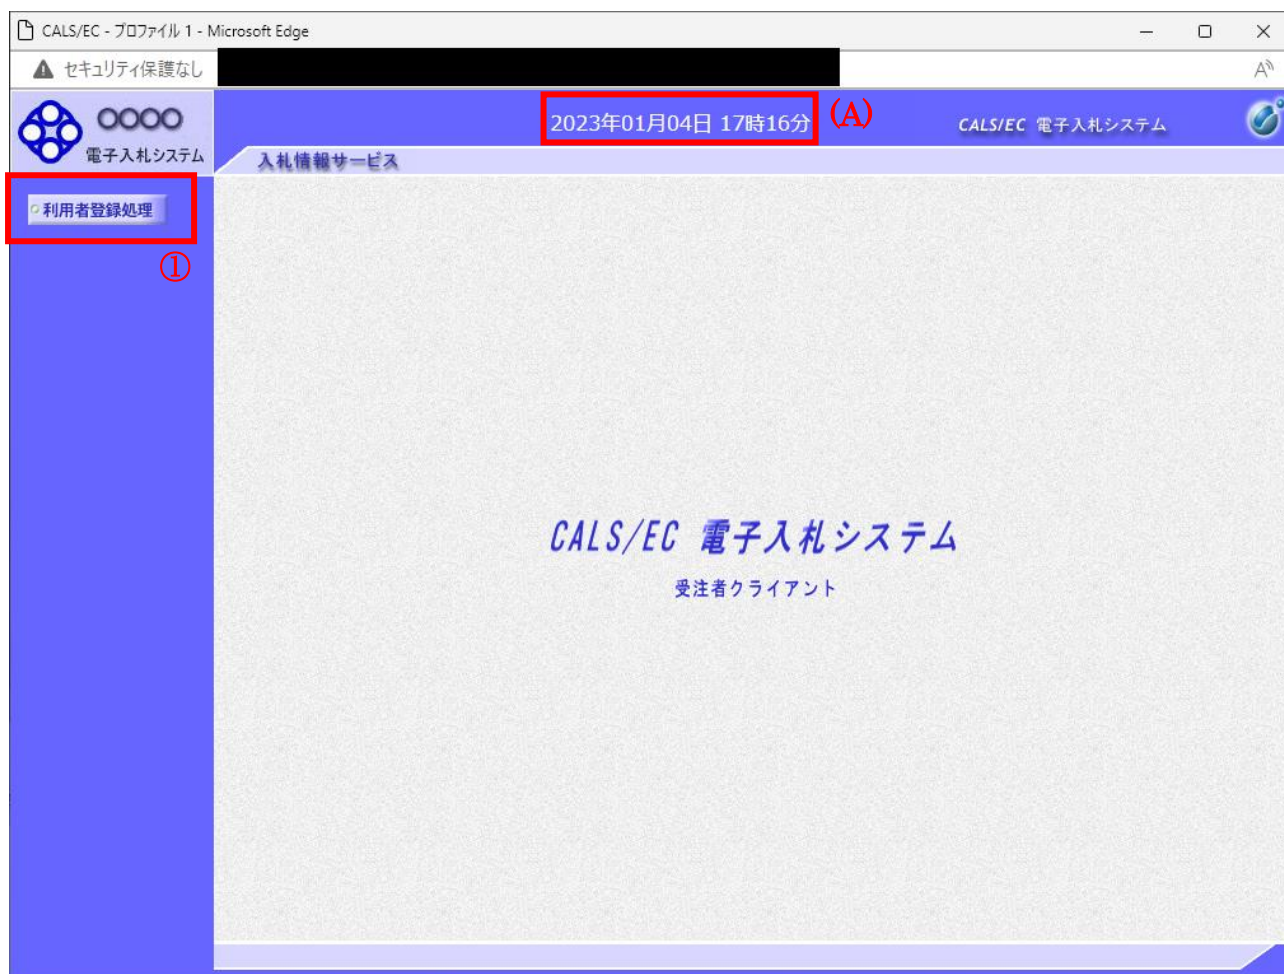 CALS/EC - プロファイル 1 - Microsoft Edge
セキュリティ保護なし
〇〇〇〇
電子入札システム
2023年01月04日 17時16分
(A)
CALS/EC 電子入札システム
入札情報サービス
利用者登録処理
①
CALS/EC 電子入札システム
受注者クライアント